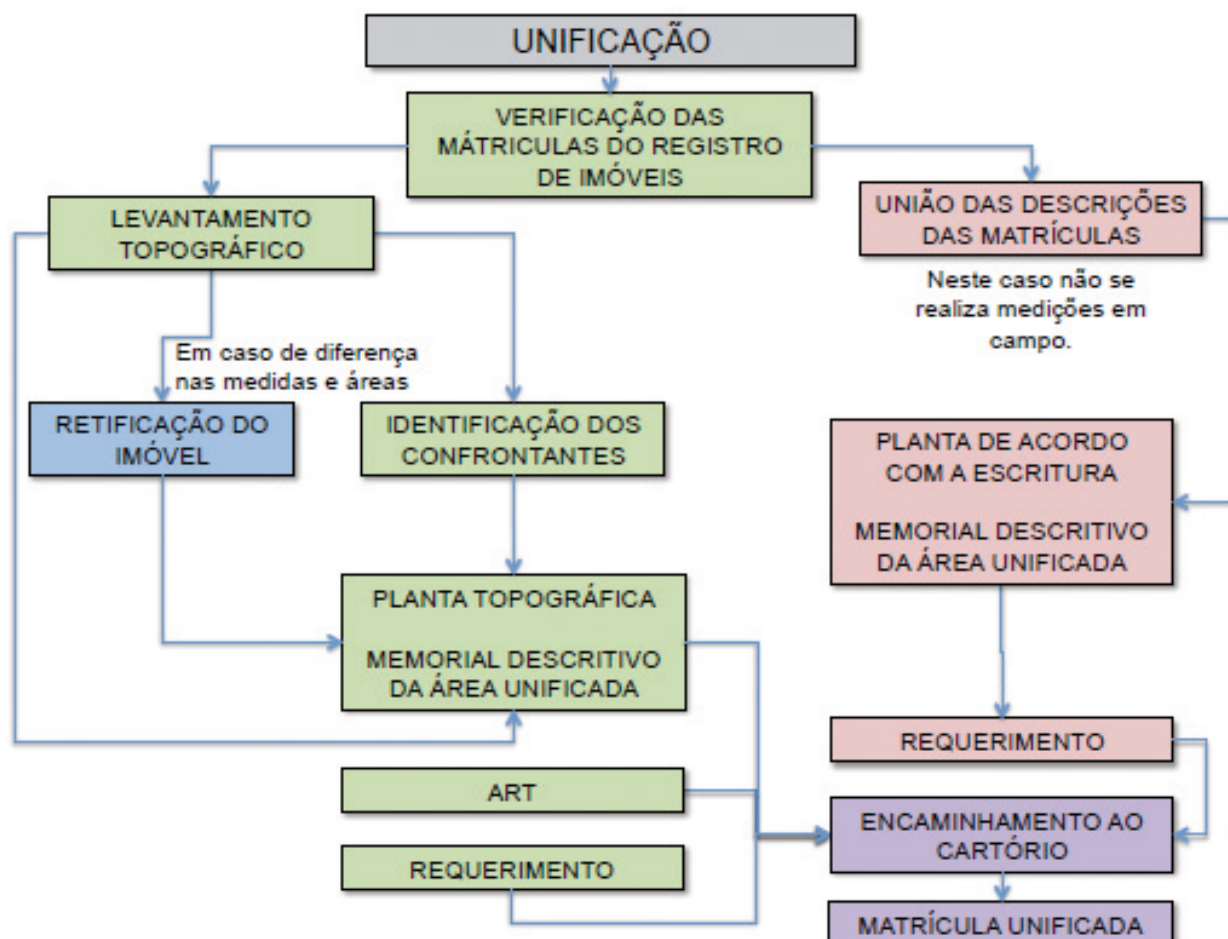 UNIFICAÇÃO
VERIFICAÇÃO DAS
MÁTRICULAS DO REGISTRO
DE IMÓVEIS
LEVANTAMENTO
TOPOGRÁFICO
UNIÃO DAS DESCRIÇÕES
DAS MATRÍCULAS
Neste caso não se
realiza medições em
campo.
Em caso de diferença
nas medidas e áreas
RETIFICAÇÃO DO
IMÓVEL
IDENTIFICAÇÃO DOS
CONFRONTANTES
PLANTA DE ACORDO
COM A ESCRITURA
MEMORIAL DESCRITIVO
DA ÁREA UNIFICADA
PLANTA TOPOGRÁFICA
MEMORIAL DESCRITIVO
DA ÁREA UNIFICADA
REQUERIMENTO
ART
ENCAMINHAMENTO AO
CARTÓRIO
REQUERIMENTO
MATRÍCULA UNIFICADA